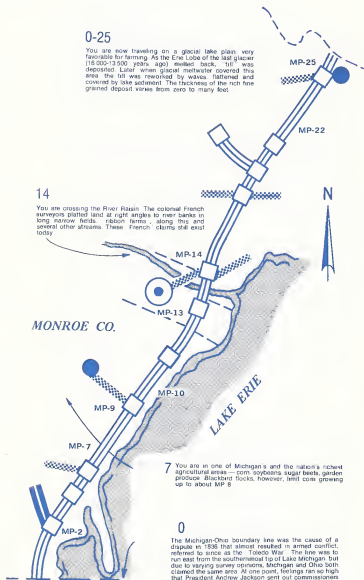 0-25
You are now traveling on a glacial lake plain very
favorable for farming. As the Erie Lobe of the last glacier
(16 000-13 500 years ago) melted back, "till" was
deposited. Later when glacial meltwater covered this
area the till was reworked by waves flattened and
covered by lake sediment The thickness of the rich fine
grained deposit varies from zero to many feet
MP-25
MP-22
14
You are crossing the River Raisin The colonial French
surveyors platted land at right angles to river banks in
long narrow fields. ribbon farms , along this and
several other streams These French claims still exist
today
N
MP-14
MP-13
MONROE CO.
MP-10
LAKE ERIE
MP-9
MP-7
7 You are in one of Michigan's and the nation's richest
agricultural areas — corn, soybeans, sugar beets, garden
produce Blackbird flocks, however, limit corn growing
up to about MP 8
MP-2
0
The Michigan-Ohio boundary line was the cause of a
dispute in 1836 that almost resulted in armed conflict,
referred to since as the Toledo War The line was to
run east from the southernmost tip of Lake Michigan but
due to varying survey opinions, Michigan and Ohio both
claimed the same area. At one point, feelings ran so high
that President Andrew Jackson sent out commissioners